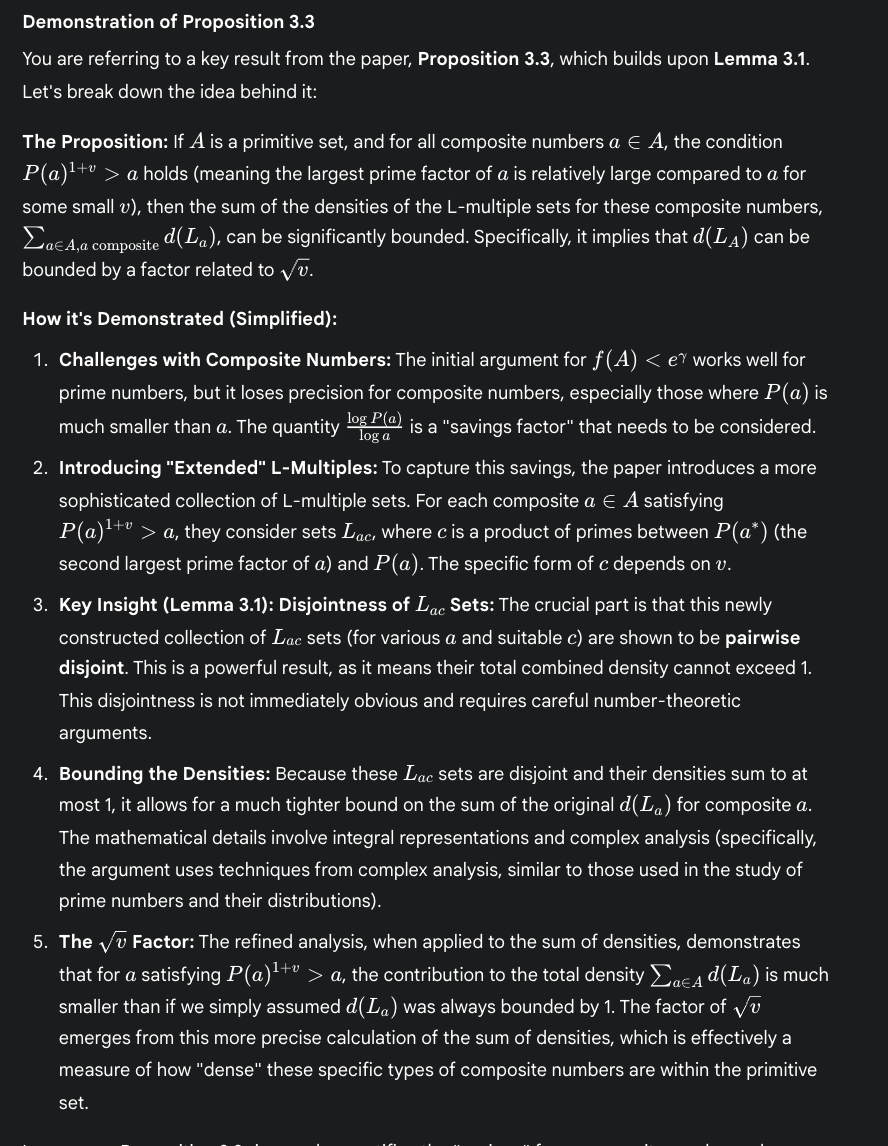 Demonstration of Proposition 3.3
You are referring to a key result from the paper, Proposition 3.3, which builds upon Lemma 3.1.
Let's break down the idea behind it:
The Proposition: If A is a primitive set, and for all composite numbers a ∈ A, the condition
P(a)^{1+v} > a holds (meaning the largest prime factor of a is relatively large compared to a for
some small v), then the sum of the densities of the L-multiple sets for these composite numbers,
∑_{a∈A,a composite} d(L_a), can be significantly bounded. Specifically, it implies that d(L_A) can be
bounded by a factor related to √v.
How it's Demonstrated (Simplified):
1. Challenges with Composite Numbers: The initial argument for f(A) < e^γ works well for
prime numbers, but it loses precision for composite numbers, especially those where P(a) is
much smaller than a. The quantity \frac{log P(a)}{log a} is a "savings factor" that needs to be considered.
2. Introducing "Extended" L-Multiples: To capture this savings, the paper introduces a more
sophisticated collection of L-multiple sets. For each composite a ∈ A satisfying
P(a)^{1+v} > a, they consider sets L_{ac}, where c is a product of primes between P(a^*) (the
second largest prime factor of a) and P(a). The specific form of c depends on v.
3. Key Insight (Lemma 3.1): Disjointness of L_{ac} Sets: The crucial part is that this newly
constructed collection of L_{ac} sets (for various a and suitable c) are shown to be pairwise
disjoint. This is a powerful result, as it means their total combined density cannot exceed 1.
This disjointness is not immediately obvious and requires careful number-theoretic
arguments.
4. Bounding the Densities: Because these L_{ac} sets are disjoint and their densities sum to at
most 1, it allows for a much tighter bound on the sum of the original d(L_a) for composite a.
The mathematical details involve integral representations and complex analysis (specifically,
the argument uses techniques from complex analysis, similar to those used in the study of
prime numbers and their distributions).
5. The √v Factor: The refined analysis, when applied to the sum of densities, demonstrates
that for a satisfying P(a)^{1+v} > a, the contribution to the total density ∑_{a∈A} d(L_a) is much
smaller than if we simply assumed d(L_a) was always bounded by 1. The factor of √v
emerges from this more precise calculation of the sum of densities, which is effectively a
measure of how "dense" these specific types of composite numbers are within the primitive
set.